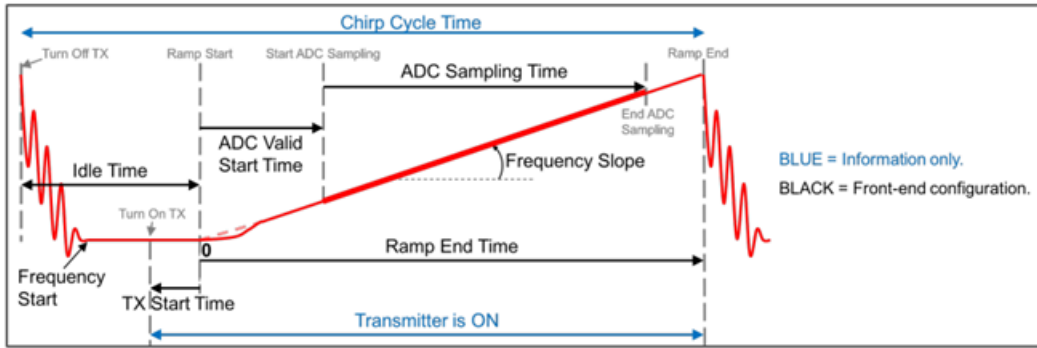 Chirp Cycle Time
Turn Off TX
Ramp Start
Start ADC Sampling
Ramp End
ADC Sampling Time
End ADC
Sampling
ADC Valid
Start Time
Idle Time
Frequency Slope
BLUE = Information only.
BLACK = Front-end configuration.
Turn On TX
0
Ramp End Time
Frequency
Start
TX Start Time
Transmitter is ON